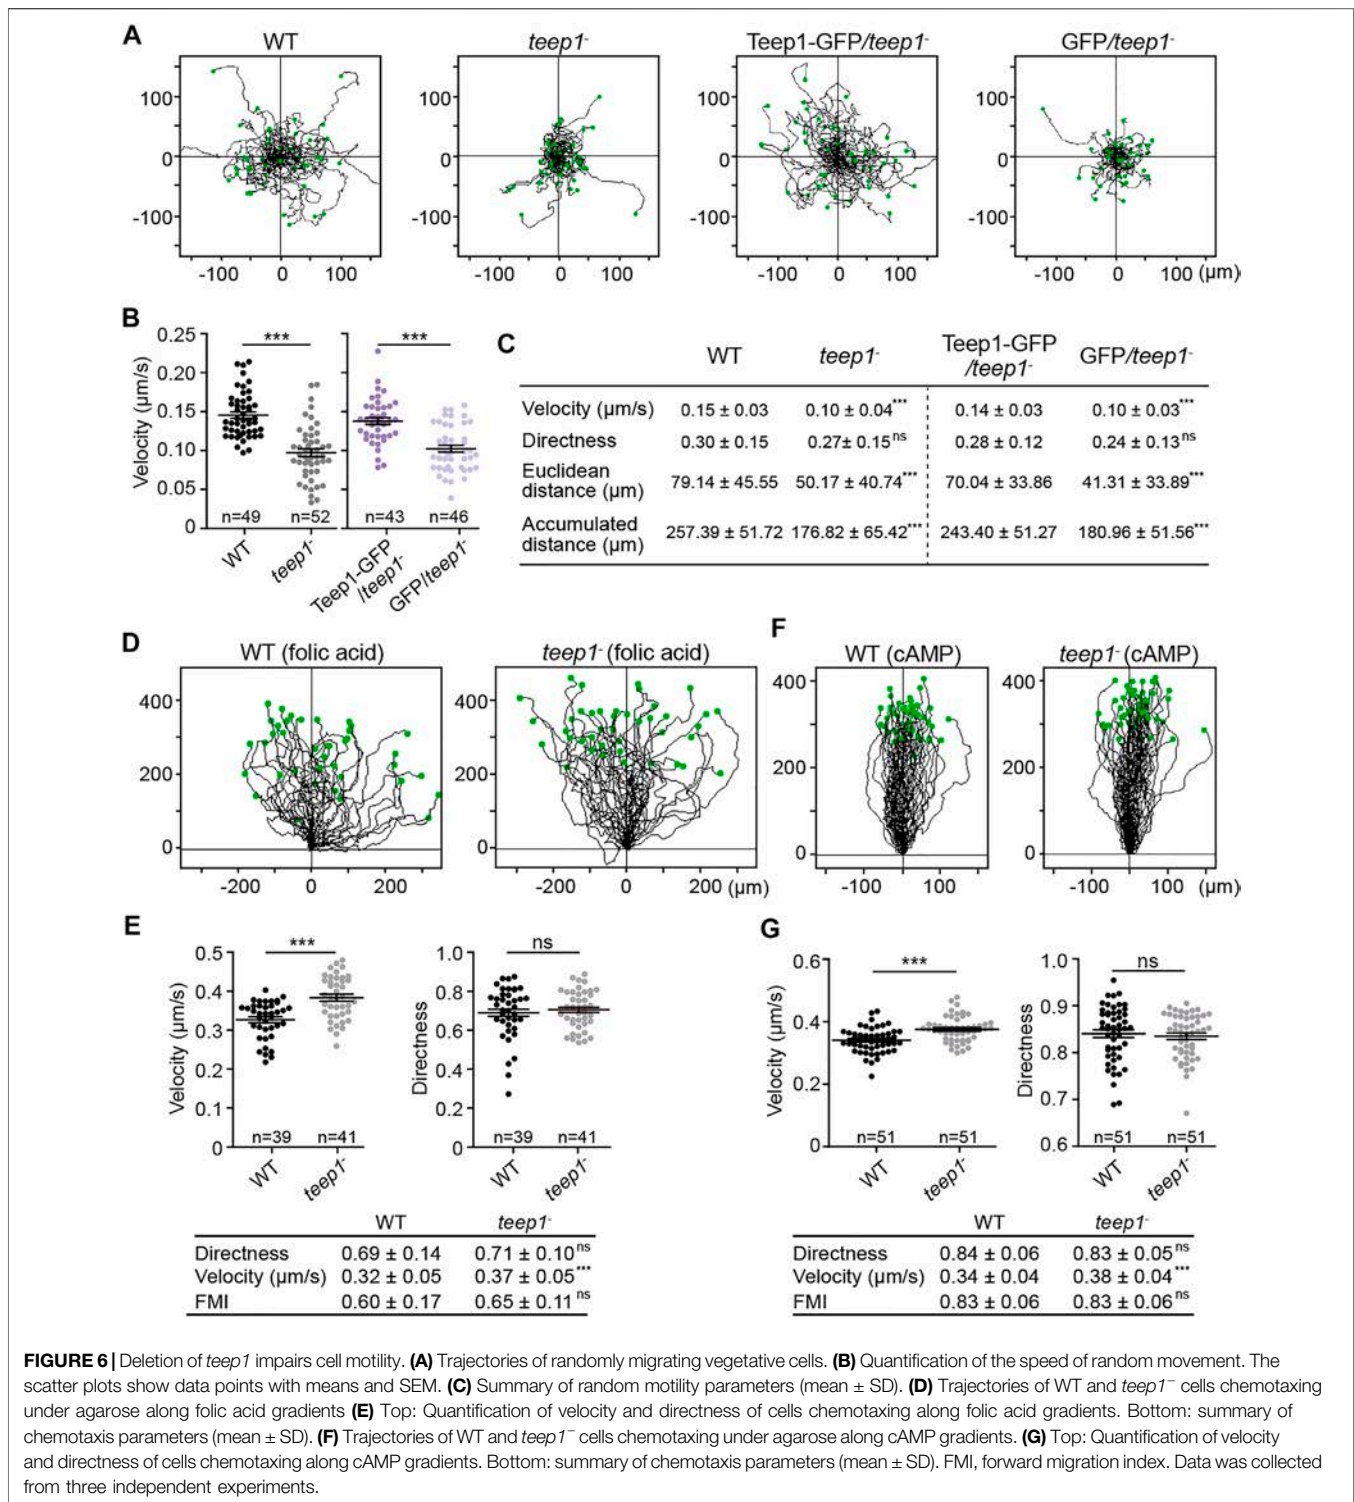 A
WT
teep1-
Teep1-GFP/teep1-
GFP/teep1-
100
0
-100
100
0
-100
100
0
-100
100
0
-100
-100 0 100
-100 0 100
-100 0 100
-100 0 100 (µm)
B
Velocity (µm/s)
0.25
0.20
0.15
0.10
0.05
0
***
***
n=49
n=52
n=43
n=46
WT
teep1-
Teep1-GFP
/teep1-
GFP/teep1-
C
WT teep1- Teep1-GFP /teep1- GFP/teep1-
Velocity (µm/s) 0.15 ± 0.03 0.10 ± 0.04*** 0.14 ± 0.03 0.10 ± 0.03***
Directness 0.30 ± 0.15 0.27± 0.15 ns 0.28 ± 0.12 0.24 ± 0.13 ns
Euclidean
distance (µm) 79.14 ± 45.55 50.17 ± 40.74*** 70.04 ± 33.86 41.31 ± 33.89***
Accumulated
distance (µm) 257.39 ± 51.72 176.82 ± 65.42*** 243.40 ± 51.27 180.96 ± 51.56***
D
WT (folic acid)
teep1- (folic acid)
400
200
0
400
200
0
-200 0 200
-200 0 200 (µm)
F
WT (cAMP)
teep1- (cAMP)
400
200
0
400
200
0
-100 100
-100 100 (µm)
E
Velocity (µm/s)
0.5
0.4
0.3
0.2
0.1
0
***
n=39
n=41
WT
teep1-
Directness
1.0
0.8
0.6
0.4
0.2
0
ns
n=39
n=41
WT
teep1-
WT teep1-
Directness 0.69 ± 0.14 0.71 ± 0.10 ns
Velocity (µm/s) 0.32 ± 0.05 0.37 ± 0.05***
FMI 0.60 ± 0.17 0.65 ± 0.11 ns
G
Velocity (µm/s)
0.6
0.4
0.2
0
***
n=51
n=51
WT
teep1-
Directness
1.0
0.9
0.8
0.7
0.6
ns
n=51
n=51
WT
teep1-
WT teep1-
Directness 0.84 ± 0.06 0.83 ± 0.05 ns
Velocity (µm/s) 0.34 ± 0.04 0.38 ± 0.04***
FMI 0.83 ± 0.06 0.83 ± 0.06 ns
FIGURE 6 | Deletion of teep1 impairs cell motility. (A) Trajectories of randomly migrating vegetative cells. (B) Quantification of the speed of random movement. The
scatter plots show data points with means and SEM. (C) Summary of random motility parameters (mean ± SD). (D) Trajectories of WT and teep1− cells chemotaxing
under agarose along folic acid gradients (E) Top: Quantification of velocity and directness of cells chemotaxing along folic acid gradients. Bottom: summary of
chemotaxis parameters (mean ± SD). (F) Trajectories of WT and teep1− cells chemotaxing under agarose along cAMP gradients. (G) Top: Quantification of velocity
and directness of cells chemotaxing along cAMP gradients. Bottom: summary of chemotaxis parameters (mean ± SD). FMI, forward migration index. Data was collected
from three independent experiments.